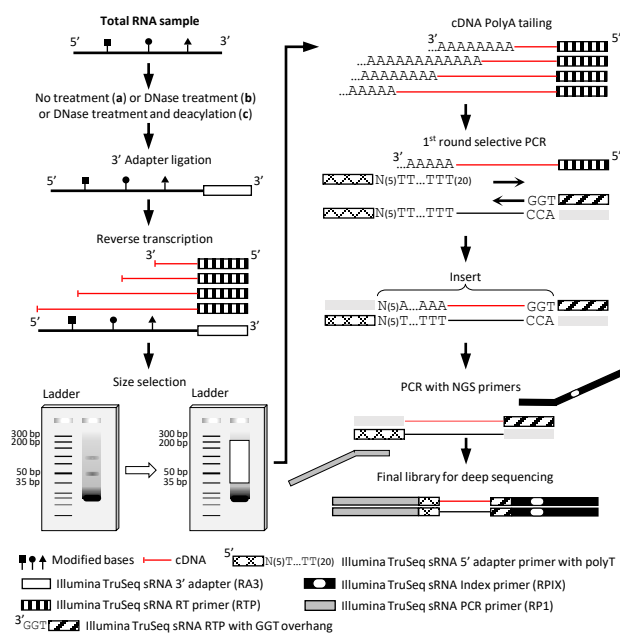 Total RNA sample
5’ 3’
No treatment (a) or DNase treatment (b)
or DNase treatment and deacylation (c)
3’ Adapter ligation
3’
Reverse transcription
3’ 5’
5’ 3’
Size selection
Ladder Ladder
300 bp 300 bp
200 bp 200 bp
50 bp 50 bp
35 bp 35 bp
cDNA PolyA tailing
3’ 5’
...AAAAAAAA
...AAAAAAAAAAAAA
...AAAAAAAA
...AAAAA
1st round selective PCR
3’ 5’
...AAAAA
N(5)TT...TTT(20)
GGT
N(5)TT...TTT CCA
Insert
N(5)A...AAA GGT
N(5)T...TTT CCA
PCR with NGS primers
Final library for deep sequencing
Modified bases cDNA 5’ N(5)T...TT(20) Illumina TruSeq sRNA 5’ adapter primer with polyT
Illumina TruSeq sRNA 3’ adapter (RA3) Illumina TruSeq sRNA Index primer (RPIX)
Illumina TruSeq sRNA RT primer (RTP) Illumina TruSeq sRNA PCR primer (RP1)
3’GGT Illumina TruSeq sRNA RTP with GGT overhang